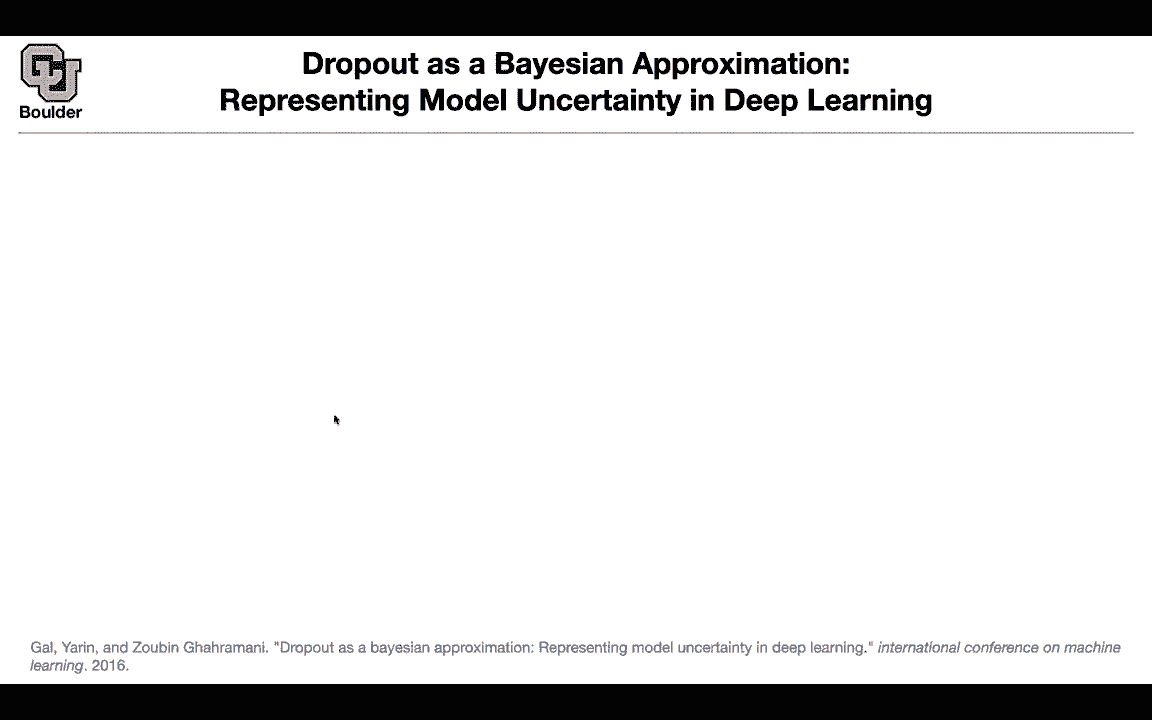 CU
Boulder
Dropout as a Bayesian Approximation:
Representing Model Uncertainty in Deep Learning
Gal, Yarin, and Zoubin Ghahramani. "Dropout as a bayesian approximation: Representing model uncertainty in deep learning." international conference on machine
learning. 2016.